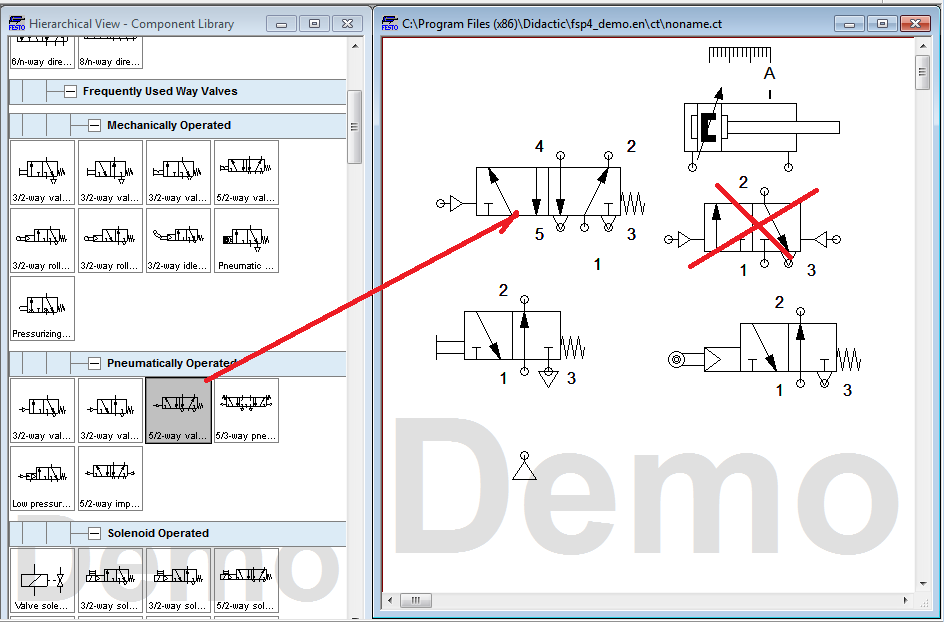 FESTO Hierarchical View - Component Library
6/n-way dire... 8/n-way dire...
Frequently Used Way Valves
Mechanically Operated
3/2-way val... 3/2-way val... 3/2-way val... 5/2-way val...
3/2-way roll... 3/2-way roll... 3/2-way idle... Pneumatic ...
Pressurizing...
Pneumatically Operated
3/2-way val... 3/2-way val... 5/2-way val... 5/3-way pne...
Low pressur... 5/2-way imp...
Solenoid Operated
Valve sole... 3/2-way sol... 3/2-way sol... 5/2-way sol...
Demo
FESTO C:\Program Files (x86)\Didactic\fsp4_demo.en\ct\noname.ct
A
4 2
5 3
1
2
1 3
2
1 3
2
1 3
Demo